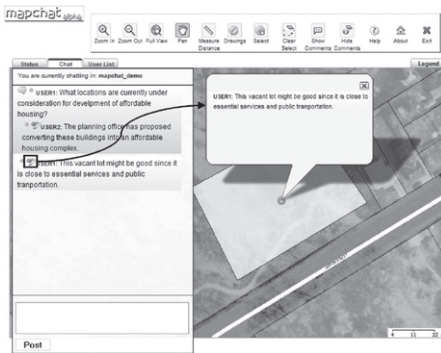 mapchat alpha
Zoom In Zoom Out Full View Pan Measure Distance Drawings Select Clear Select Show Comments Hide Comments Help About Exit
Status Chat User List
Legend
You are currently chatting in: mapchat_demo
USER1: What locations are currently under
consideration for develpment of affordable
housing?
USER2: The planning office has proposed
converting these buildings into an affordable
housing complex.
USER1: This vacant lot might be good since it
is close to essential services and public
tranportation.
USER1: This vacant lot might be good since it is close to
essential services and public tranportation.
Post
11 22